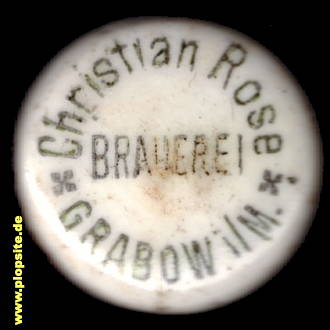 Christian Rose
BRAUEREI
GRABOW i/M.
www.plopsite.de